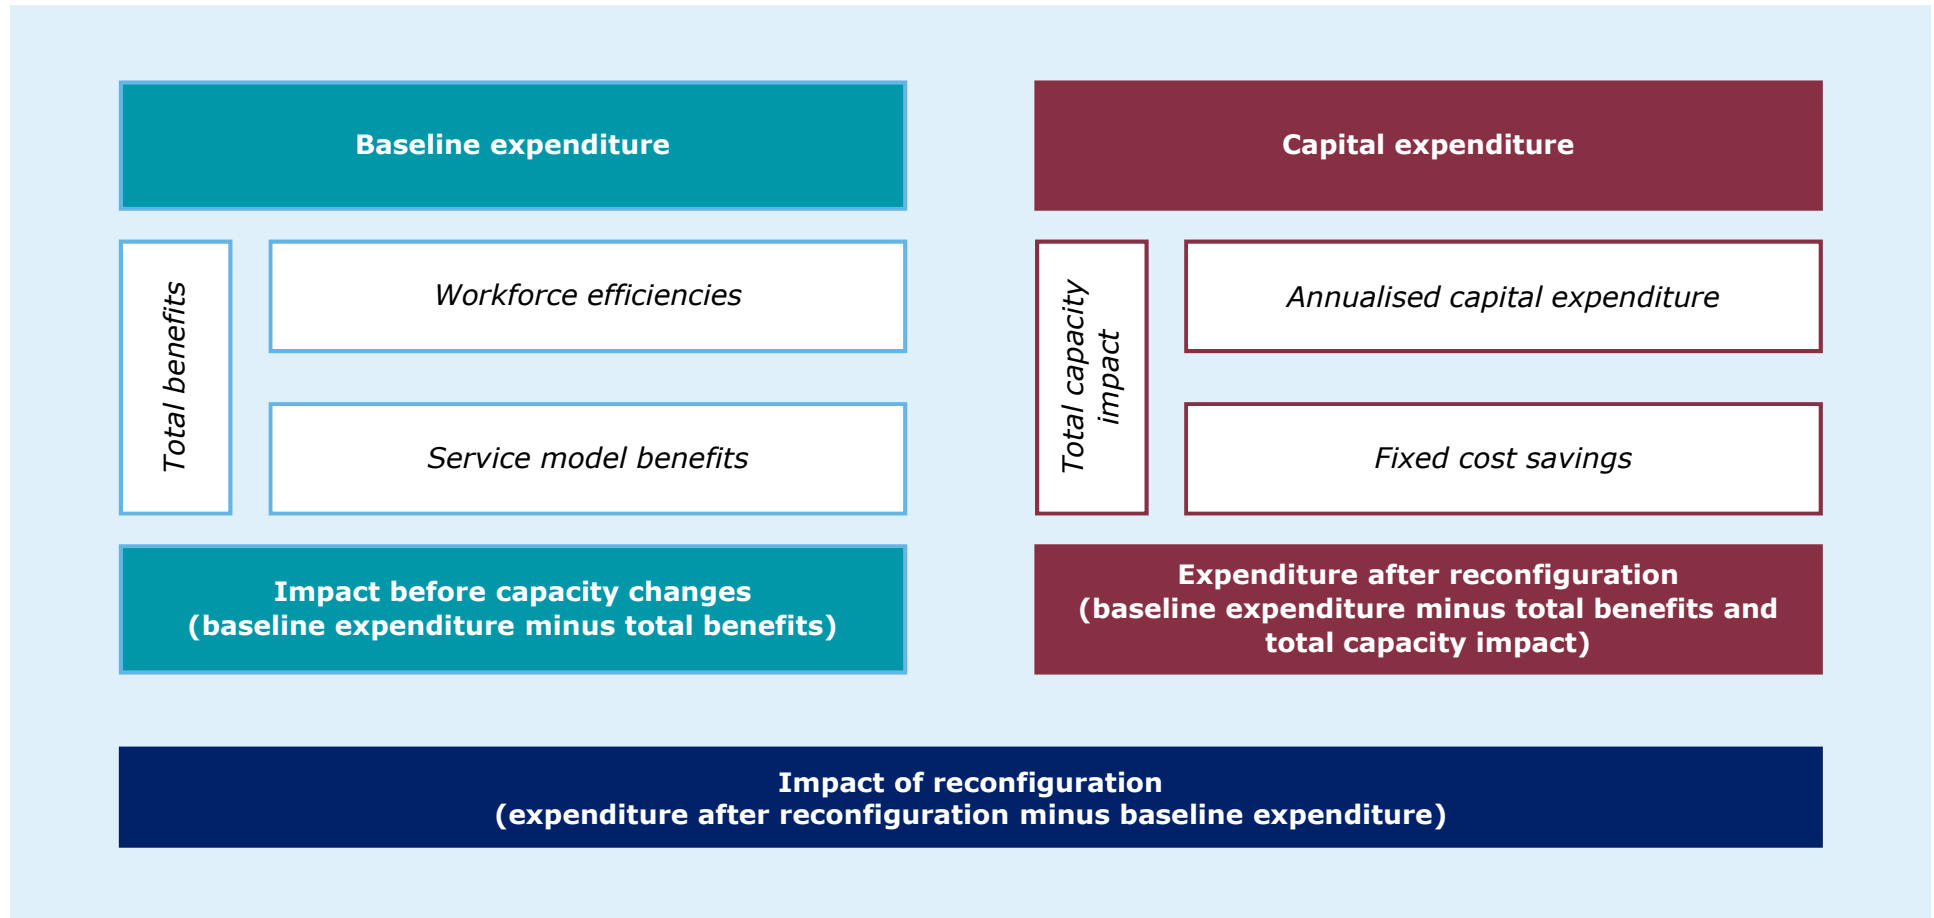 Baseline expenditure
Total benefits
Workforce efficiencies
Service model benefits
Impact before capacity changes
(baseline expenditure minus total benefits)
Capital expenditure
Total capacity
impact
Annualised capital expenditure
Fixed cost savings
Expenditure after reconfiguration
(baseline expenditure minus total benefits and
total capacity impact)
Impact of reconfiguration
(expenditure after reconfiguration minus baseline expenditure)